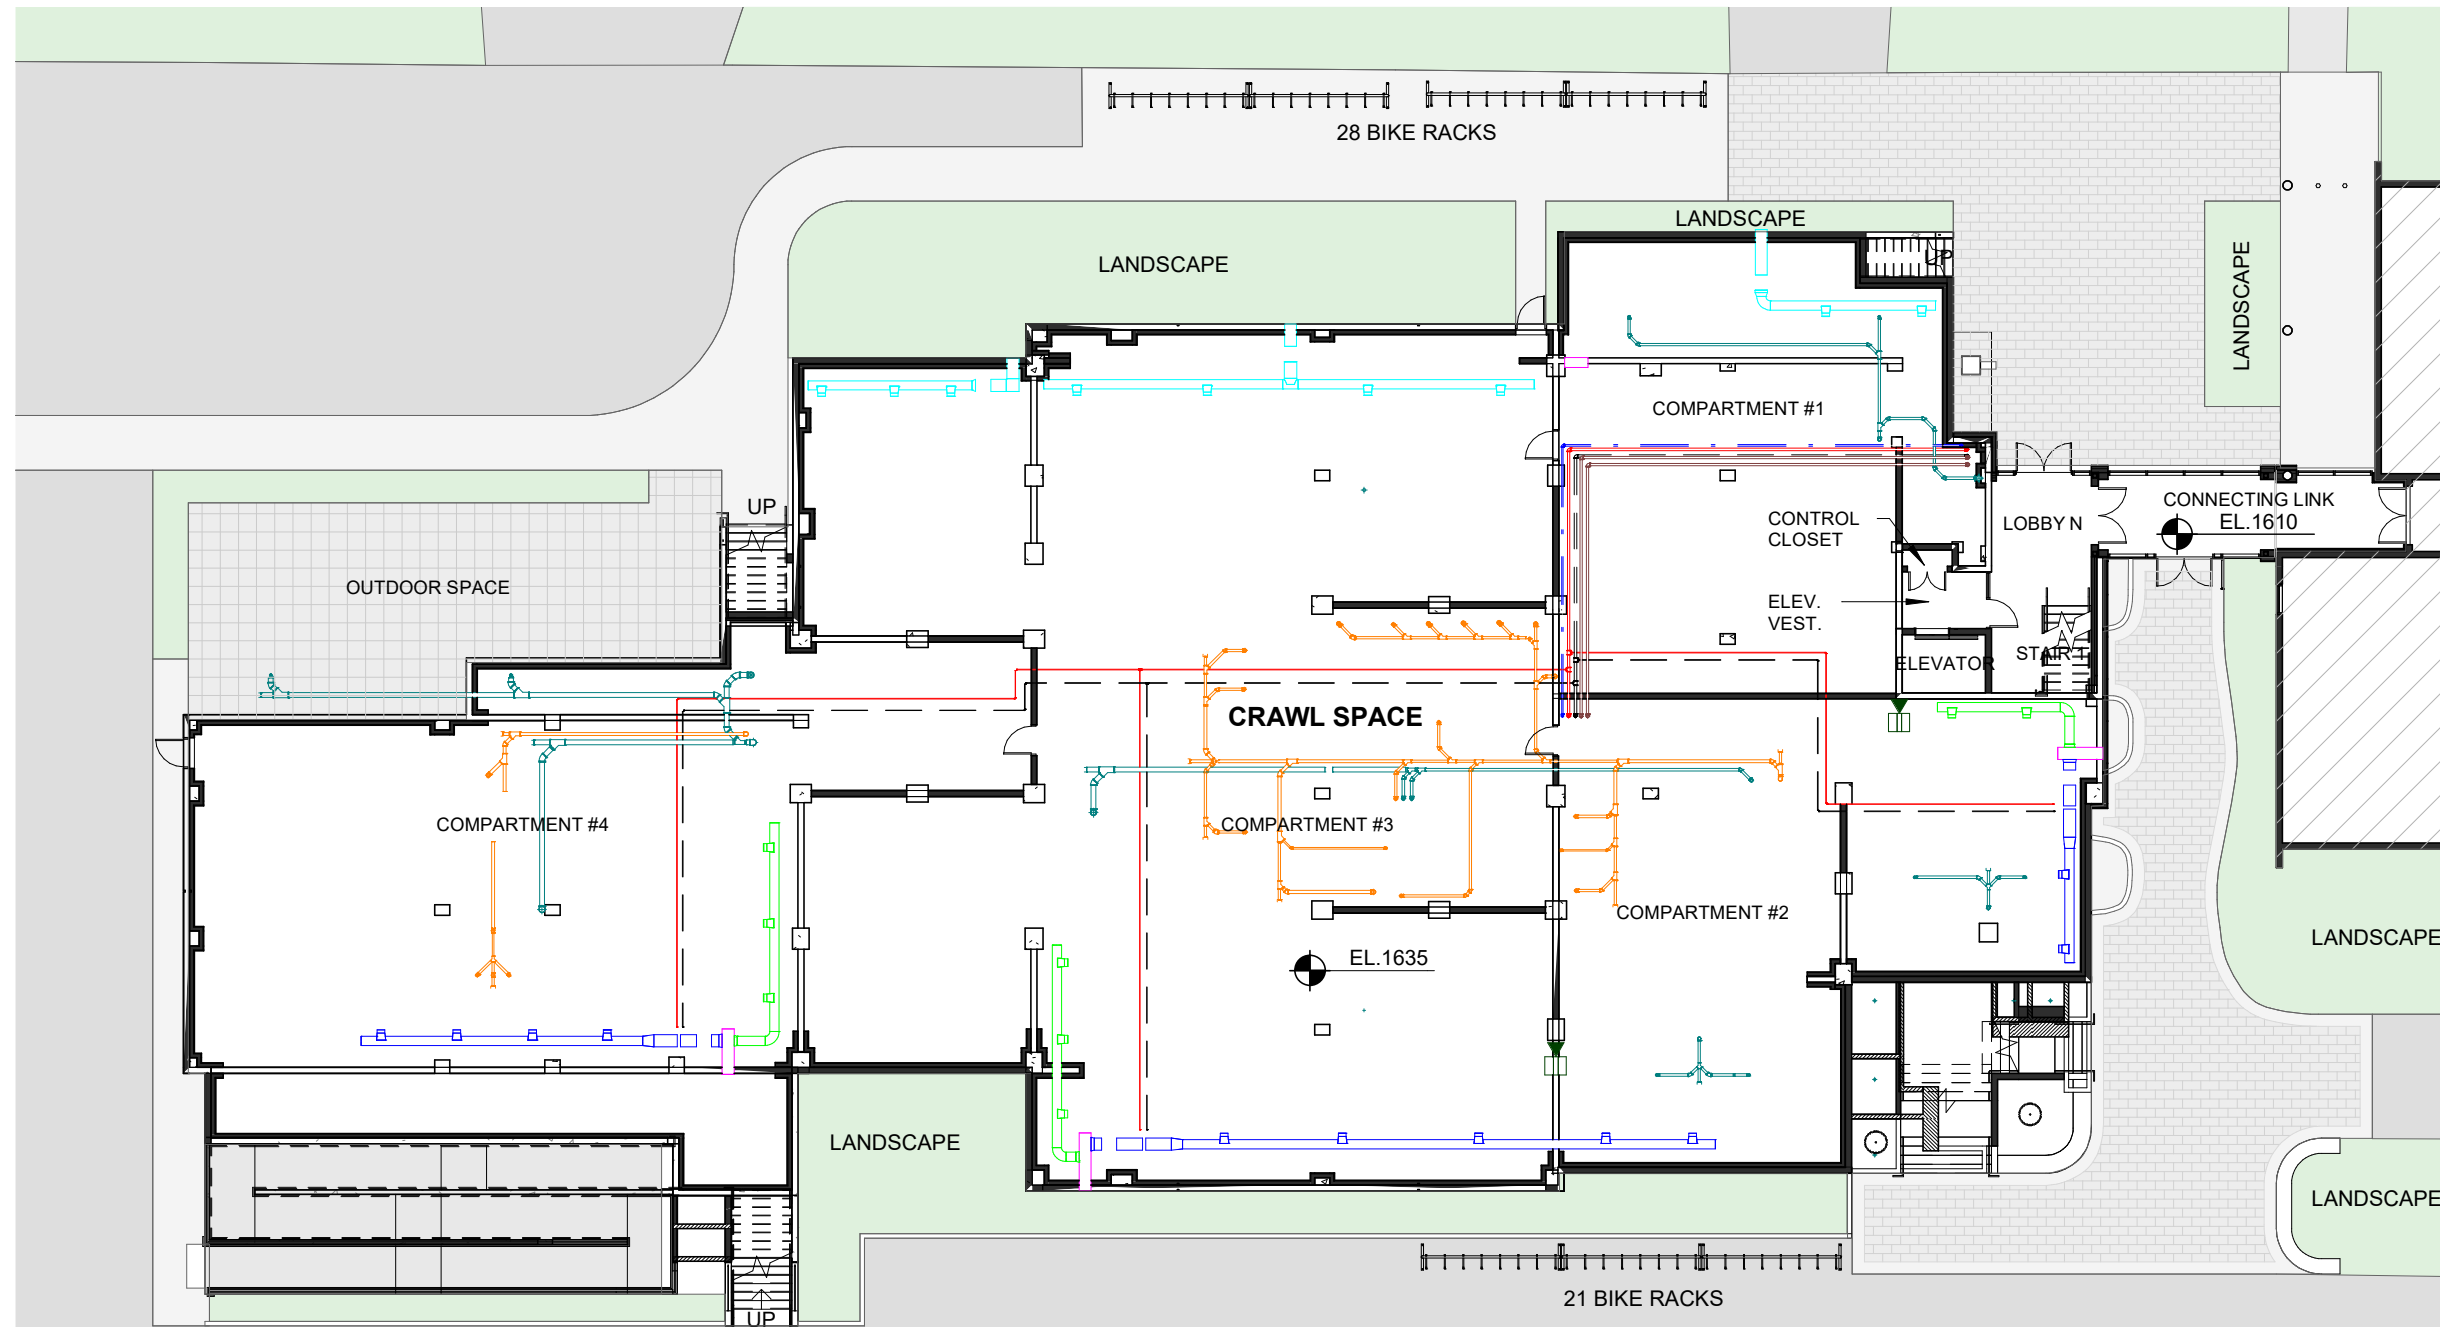 28 BIKE RACKS
LANDSCAPE
LANDSCAPE
LANDSCAPE
UP
COMPARTMENT #1
UP
CONTROL
CLOSET
LOBBY N
CONNECTING LINK
EL.1610
OUTDOOR SPACE
ELEV.
VEST.
ELEVATOR
STAIR 1
CRAWL SPACE
COMPARTMENT #4
COMPARTMENT #3
COMPARTMENT #2
EL.1635
LANDSCAPE
LANDSCAPE
LANDSCAPE
21 BIKE RACKS
UP